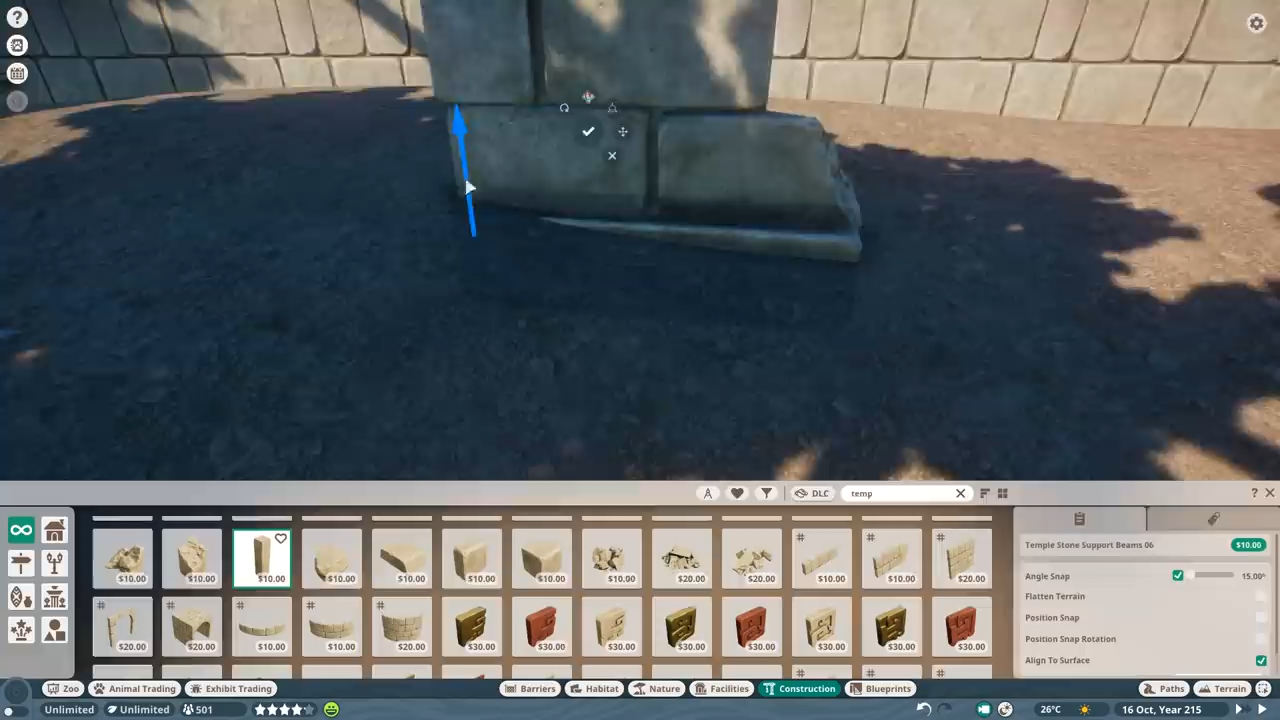 ?
DLC
temp
? ×
$10.00 $10.00 $10.00 $10.00 $10.00 $10.00 $10.00 $10.00 $20.00 $20.00 $10.00 $10.00 $20.00
$20.00 $20.00 $10.00 $10.00 $20.00 $30.00 $30.00 $30.00 $30.00 $30.00 $30.00 $30.00 $30.00
Temple Stone Support Beams 06 $10.00
Angle Snap 15.00°
Flatten Terrain
Position Snap
Position Snap Rotation
Align To Surface
Zoo Animal Trading Exhibit Trading Barriers Habitat Nature Facilities Construction Blueprints Paths Terrain
Unlimited Unlimited 501 26°C 16 Oct, Year 215